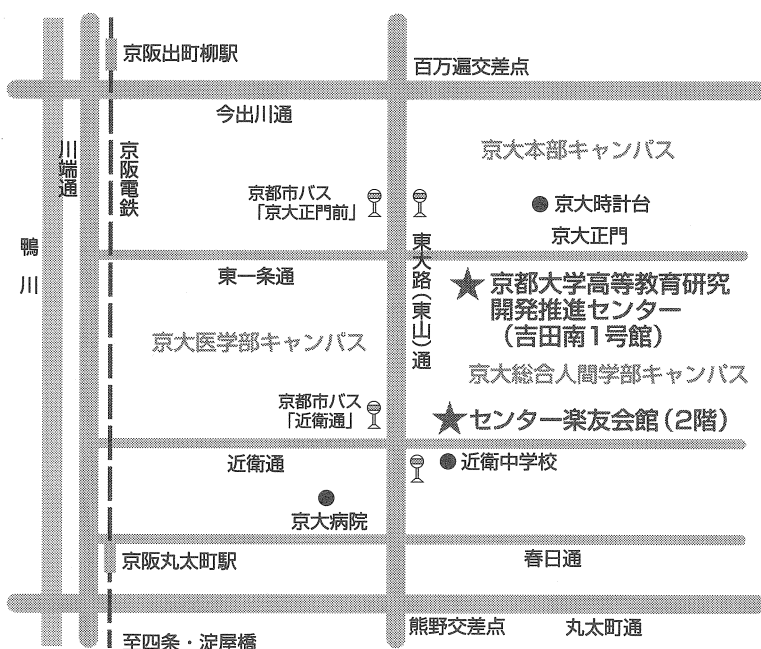 京阪出町柳駅
百万遍交差点
今出川通
川端通
京阪電鉄
京大本部キャンパス
京都市バス
「京大正門前」
京大時計台
京大正門
鴨川
東一条通
東大路(東山)通
京都大学高等教育研究
開発推進センター
(吉田南1号館)
京大医学部キャンパス
京大総合人間学部キャンパス
京都市バス
「近衛通」
センター楽友会館(2階)
近衛通
近衛中学校
京大病院
京阪丸太町駅
春日通
熊野交差点
丸太町通
至四条・淀屋橋